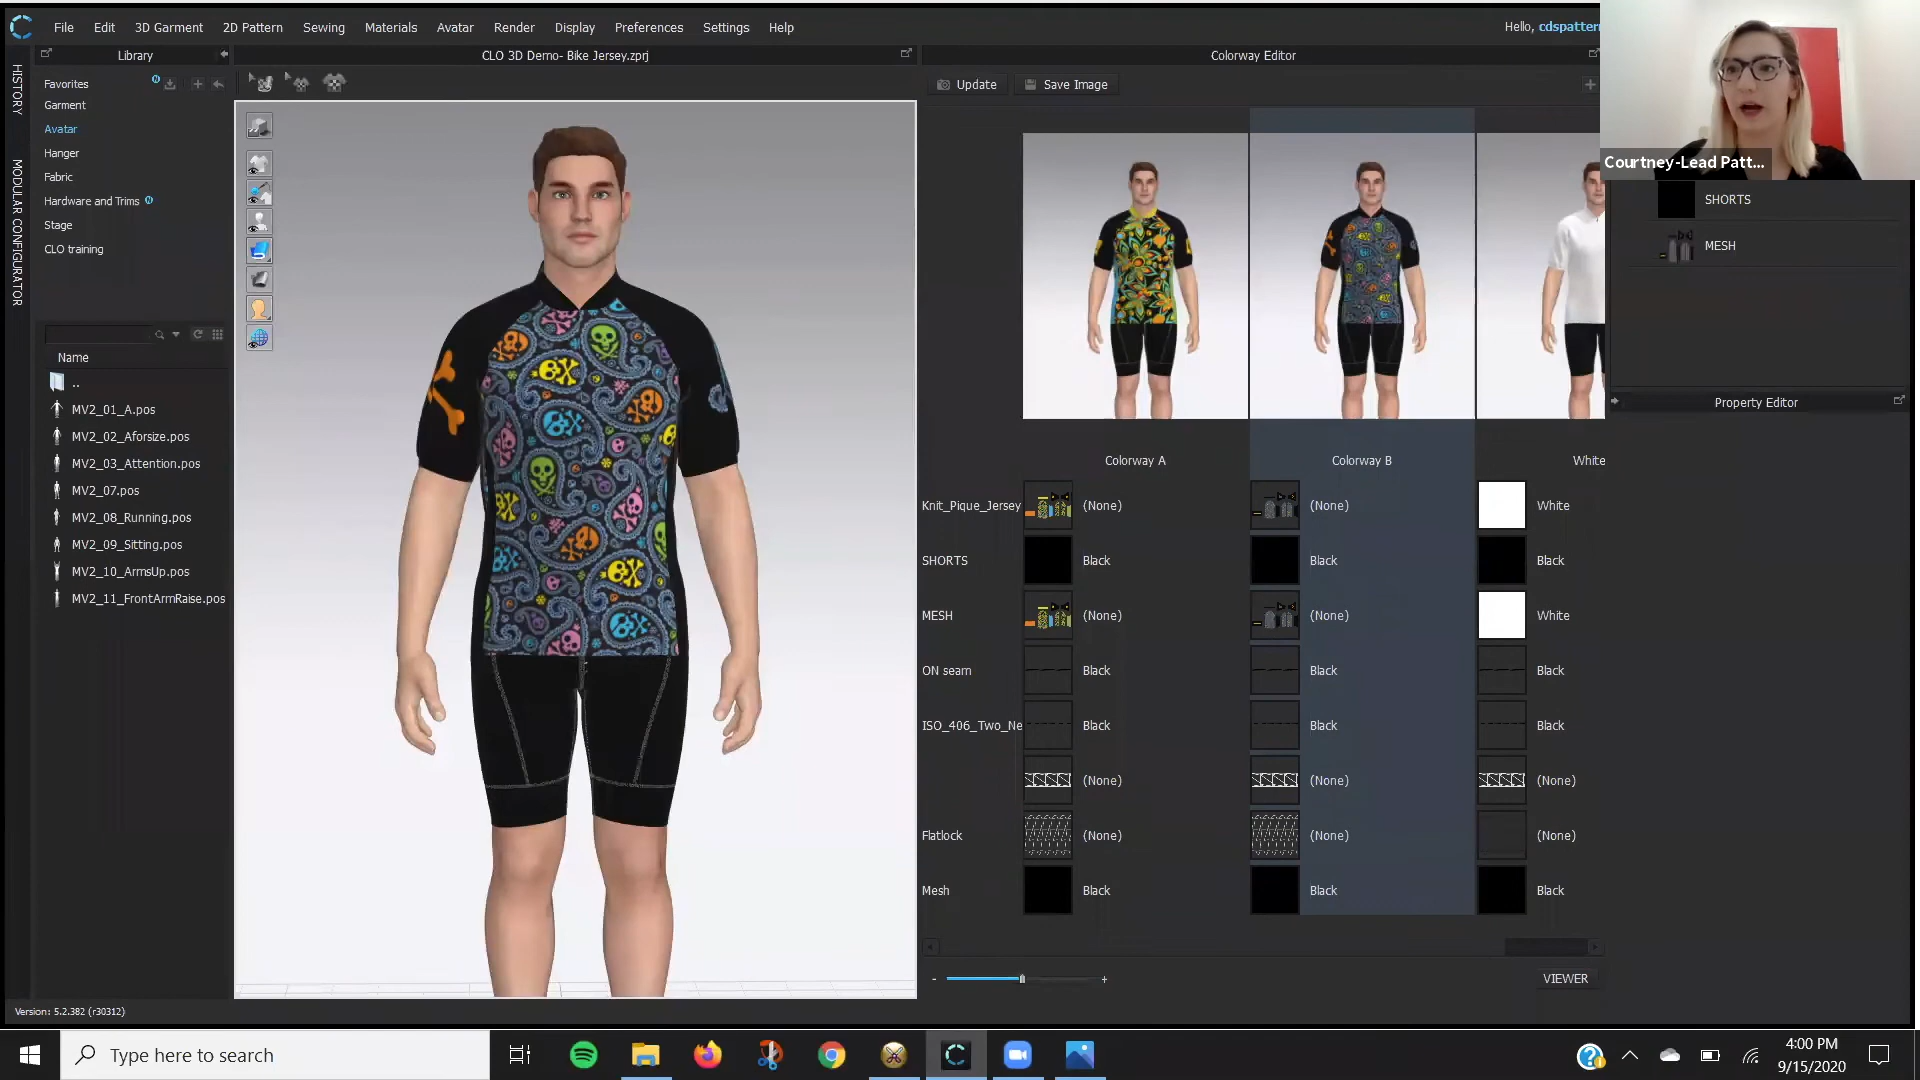 File Edit 3D Garment 2D Pattern Sewing Materials Avatar Render Display Preferences Settings Help
Hello, cdspattern
Library
CLO 3D Demo- Bike Jersey.zprj
Colorway Editor
HISTORY
MODULAR CONFIGURATOR
Favorites
Garment
Avatar
Hanger
Fabric
Hardware and Trims
Stage
CLO training
Name
..
MV2_01_A.pos
MV2_02_Aforsize.pos
MV2_03_Attention.pos
MV2_07.pos
MV2_08_Running.pos
MV2_09_Sitting.pos
MV2_10_ArmsUp.pos
MV2_11_FrontArmRaise.pos
Update Save Image
Courtney-Lead Patt...
SHORTS
MESH
Property Editor
Colorway A Colorway B White
Knit_Pique_Jersey (None) (None) White
SHORTS Black Black Black
MESH (None) (None) White
ON seam Black Black Black
ISO_406_Two_Ne Black Black Black
(None) (None) (None)
Flatlock (None) (None) (None)
Mesh Black Black Black
- +
VIEWER
Version: 5.2.382 (r30312)
Type here to search
4:00 PM
9/15/2020